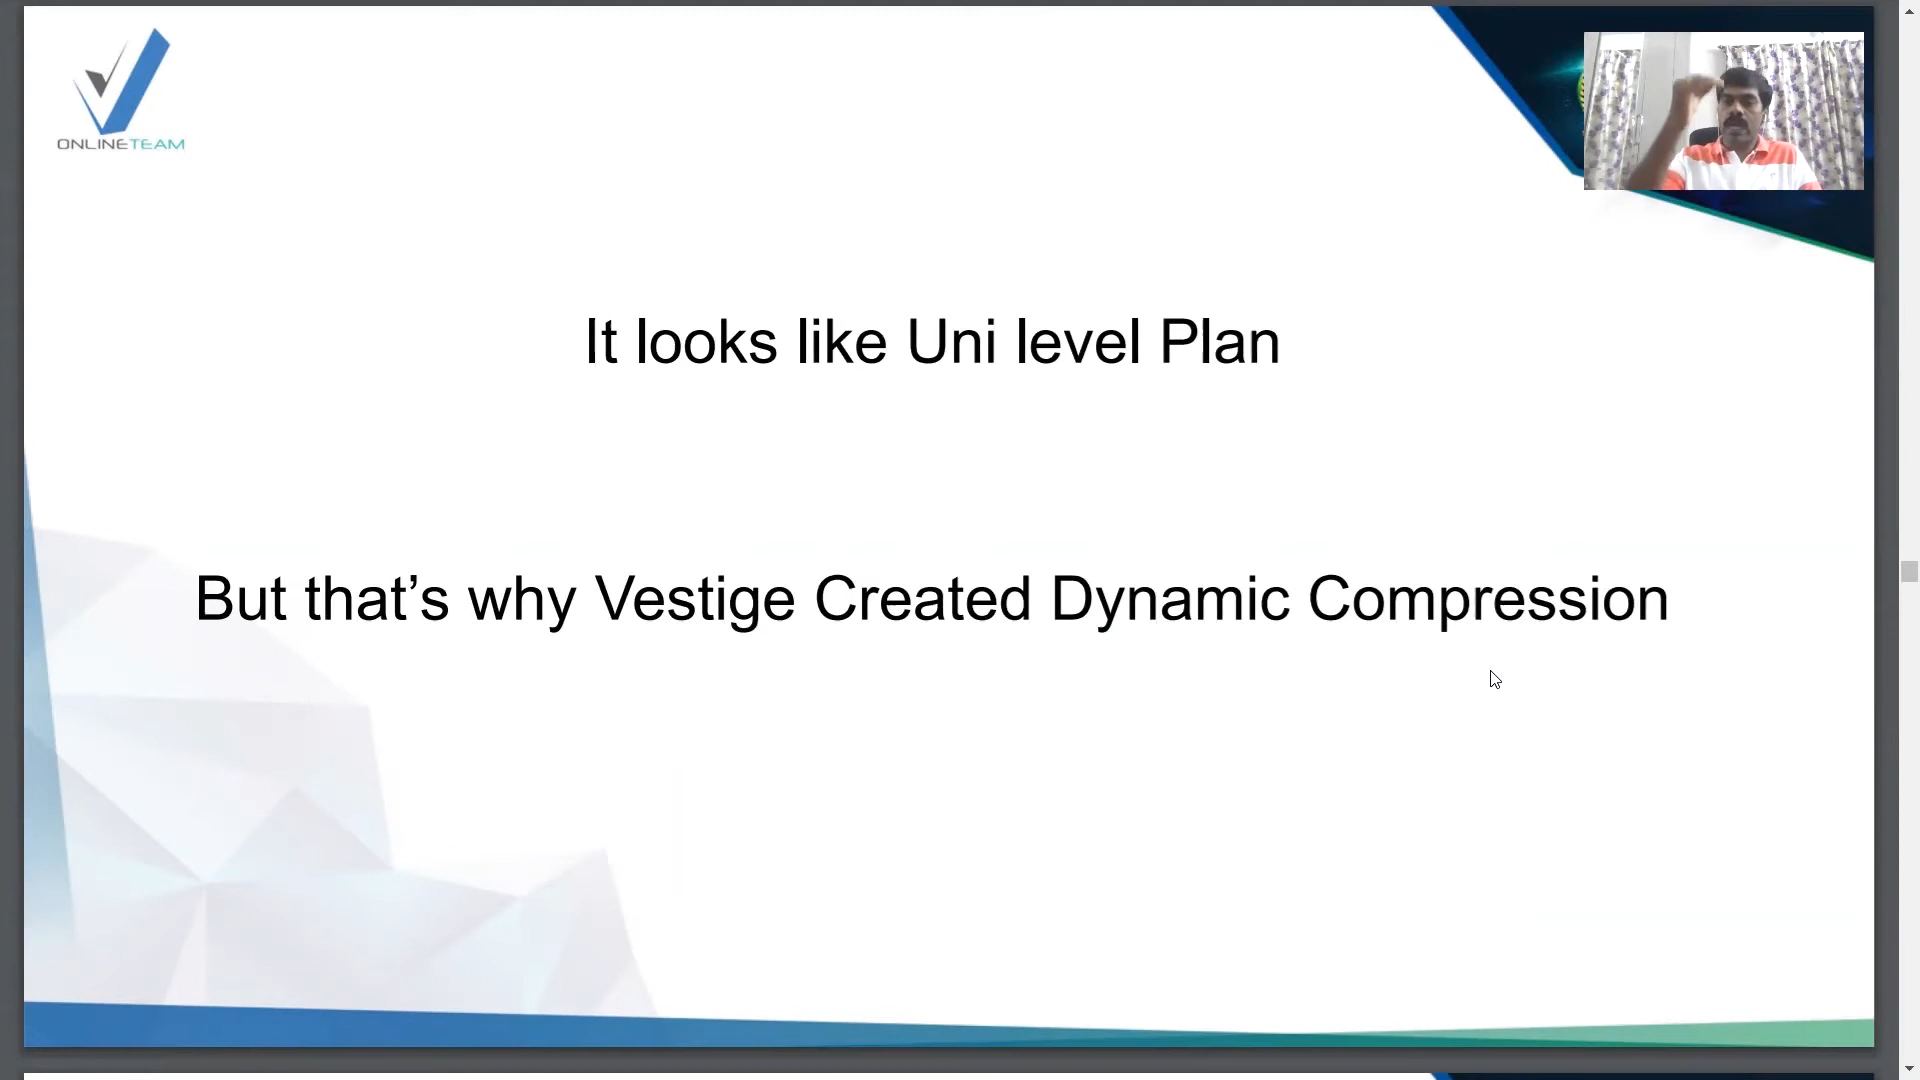 ONLINETEAM
It looks like Uni level Plan
But that’s why Vestige Created Dynamic Compression